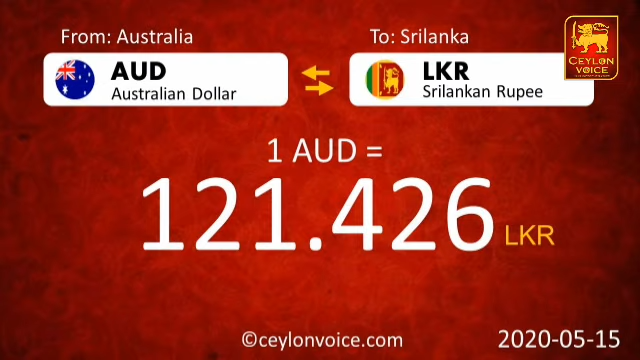 From: Australia
To: Srilanka
AUD
Australian Dollar
LKR
Srilankan Rupee
CEYLON
VOICE
1 AUD =
121.426 LKR
©ceylonvoice.com
2020-05-15